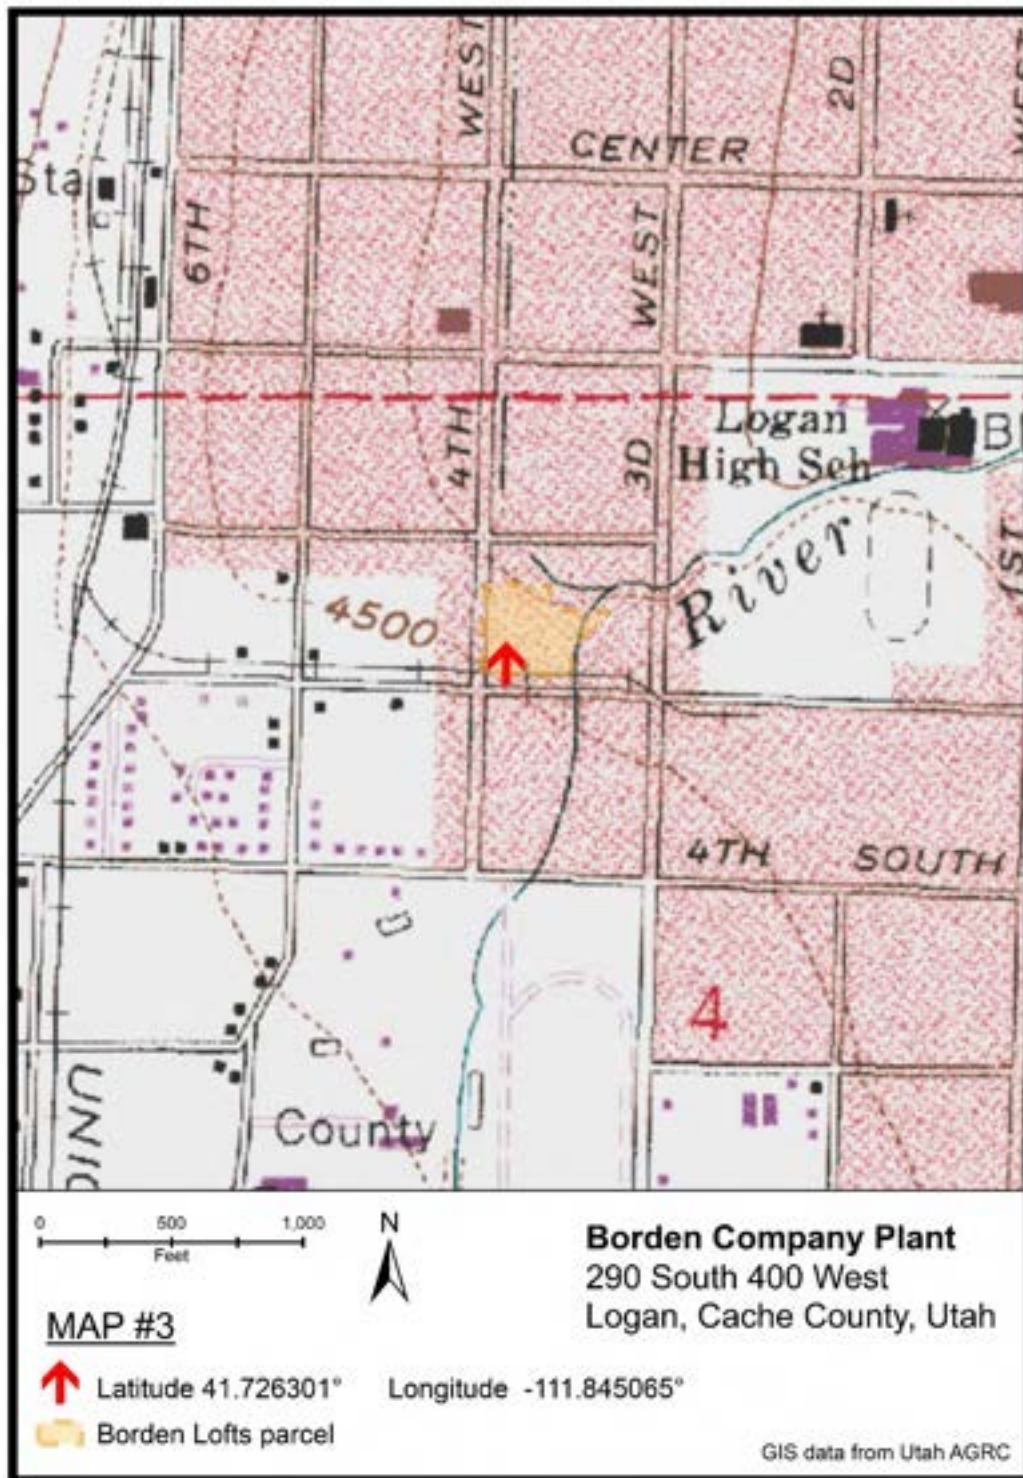 WEST
2D
CENTER
Sta
6TH
WEST
4TH
3D
Logan
High Sch
River
1ST
4500
4TH SOUTH
4
UNIO
County
0 500 1,000
Feet
N
Borden Company Plant
290 South 400 West
Logan, Cache County, Utah
MAP #3
Latitude 41.726301° Longitude -111.845065°
Borden Lofts parcel
GIS data from Utah AGRC